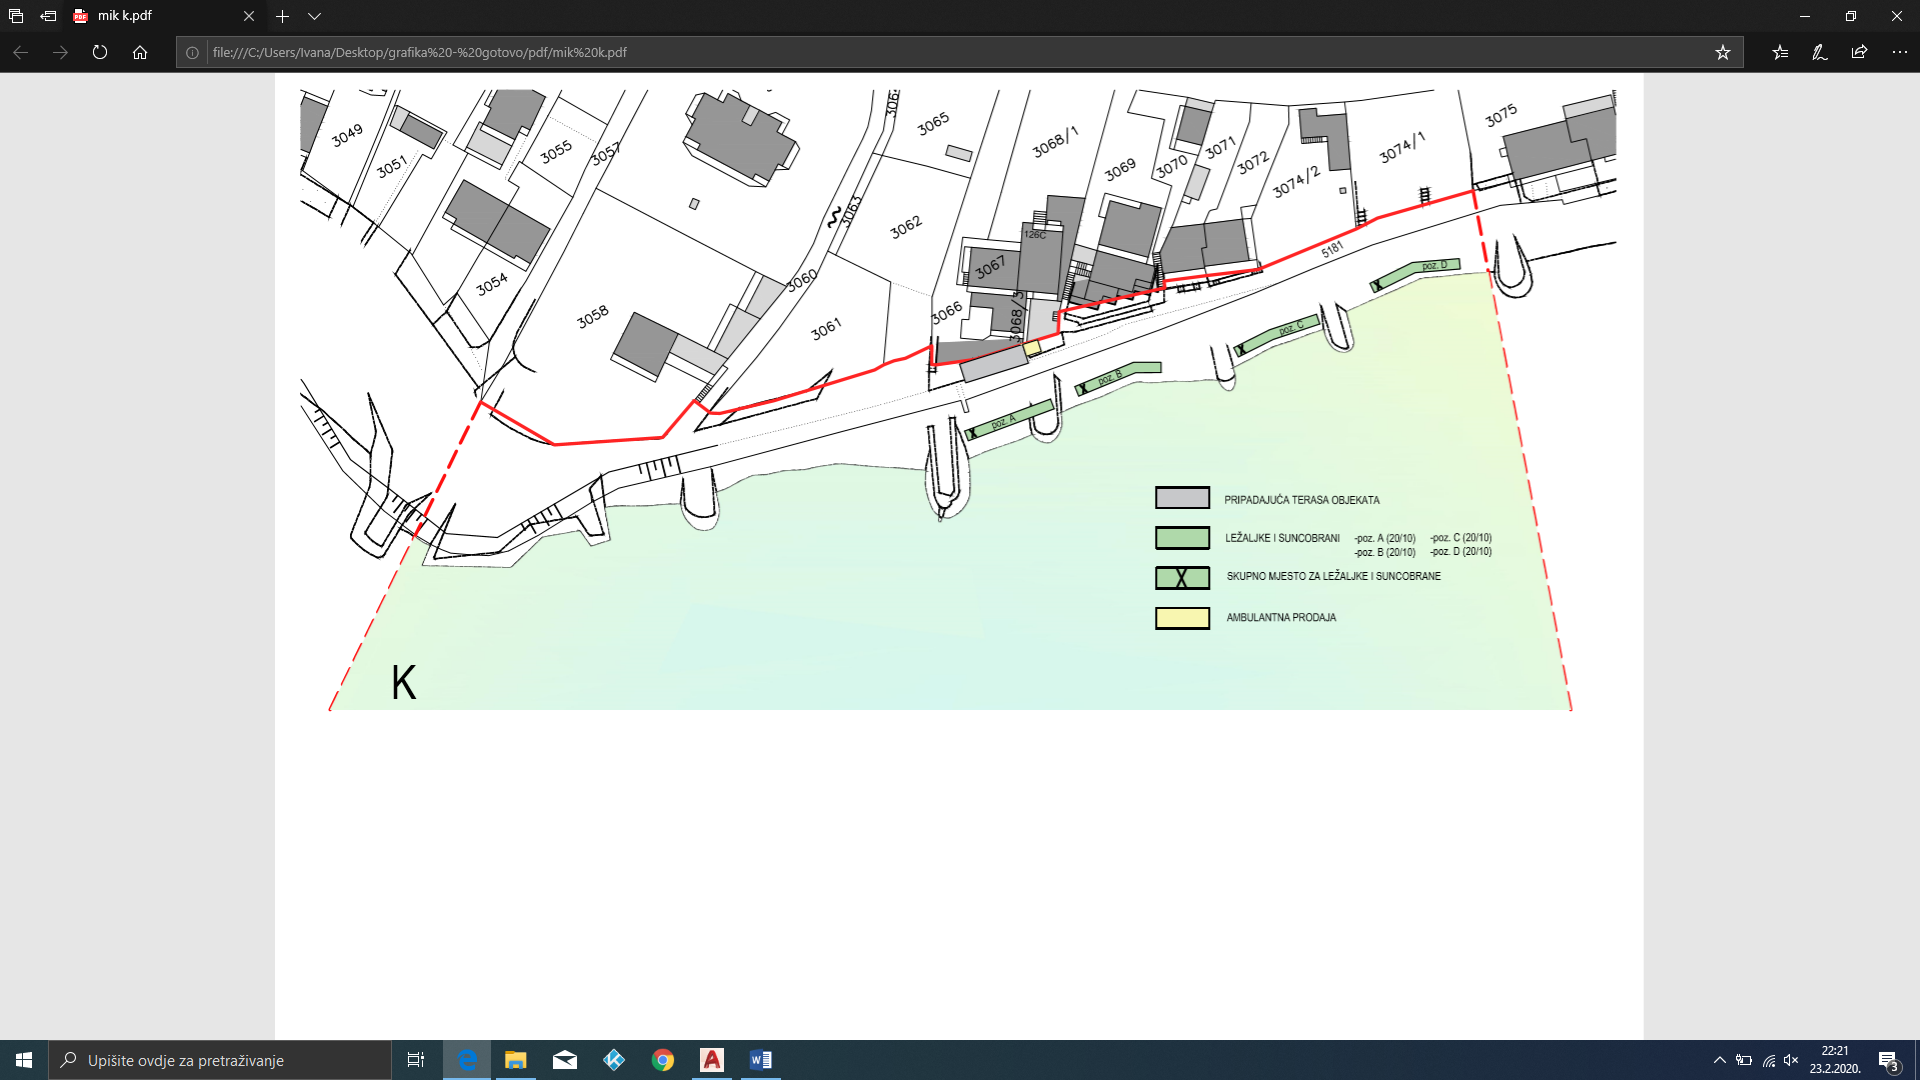 mik k.pdf
file:///C:/Users/Ivana/Desktop/grafika%20-%20gotovo/pdf/mik%20k.pdf
3049
3051
3055
3057
3065
3068/1
3069
3070
3071
3072
3074/2
3074/1
3075
3063
3062
126C
3067
5181
3054
3058
3060
3061
3066
3068/3
poz. D
poz. C
poz. B
poz. A
PRIPADAJUĆA TERASA OBJEKATA
LEŽALJKE I SUNCOBRANI -poz. A (20/10) -poz. C (20/10)
-poz. B (20/10) -poz. D (20/10)
X SKUPNO MJESTO ZA LEŽALJKE I SUNCOBRANE
AMBULANTNA PRODAJA
K
Upišite ovdje za pretraživanje
22:21
23.2.2020.
3